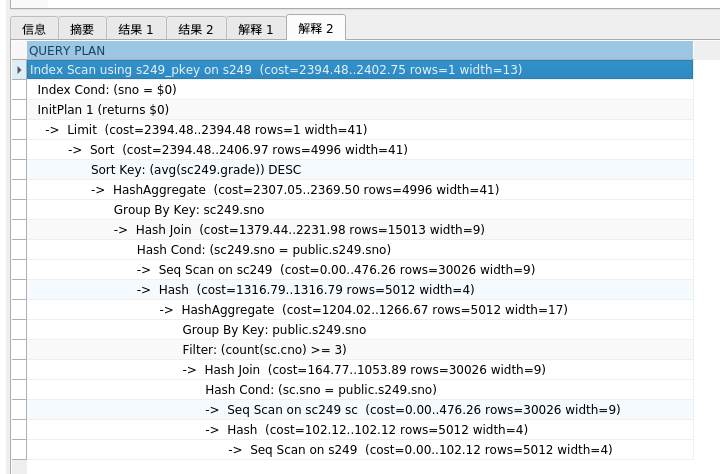 信息 摘要 结果 1 结果 2 解释 1 解释 2
QUERY PLAN
Index Scan using s249_pkey on s249  (cost=2394.48..2402.75 rows=1 width=13)
Index Cond: (sno = $0)
InitPlan 1 (returns $0)
->  Limit  (cost=2394.48..2394.48 rows=1 width=41)
->  Sort  (cost=2394.48..2406.97 rows=4996 width=41)
Sort Key: (avg(sc249.grade)) DESC
->  HashAggregate  (cost=2307.05..2369.50 rows=4996 width=41)
Group By Key: sc249.sno
->  Hash Join  (cost=1379.44..2231.98 rows=15013 width=9)
Hash Cond: (sc249.sno = public.s249.sno)
->  Seq Scan on sc249  (cost=0.00..476.26 rows=30026 width=9)
->  Hash  (cost=1316.79..1316.79 rows=5012 width=4)
->  HashAggregate  (cost=1204.02..1266.67 rows=5012 width=17)
Group By Key: public.s249.sno
Filter: (count(sc.cno) >= 3)
->  Hash Join  (cost=164.77..1053.89 rows=30026 width=9)
Hash Cond: (sc.sno = public.s249.sno)
->  Seq Scan on sc249 sc  (cost=0.00..476.26 rows=30026 width=9)
->  Hash  (cost=102.12..102.12 rows=5012 width=4)
->  Seq Scan on s249  (cost=0.00..102.12 rows=5012 width=4)